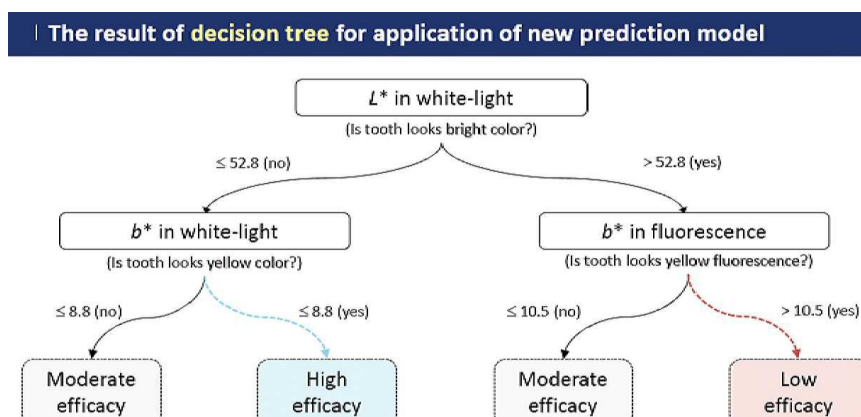 The result of decision tree for application of new prediction model
L* in white-light
(Is tooth looks bright color?)
≤ 52.8 (no)
> 52.8 (yes)
b* in white-light
b* in fluorescence
(Is tooth looks yellow color?)
(Is tooth looks yellow fluorescence?)
≤ 8.8 (no)
≤ 8.8 (yes)
≤ 10.5 (no)
> 10.5 (yes)
Moderate
efficacy
High
efficacy
Moderate
efficacy
Low
efficacy